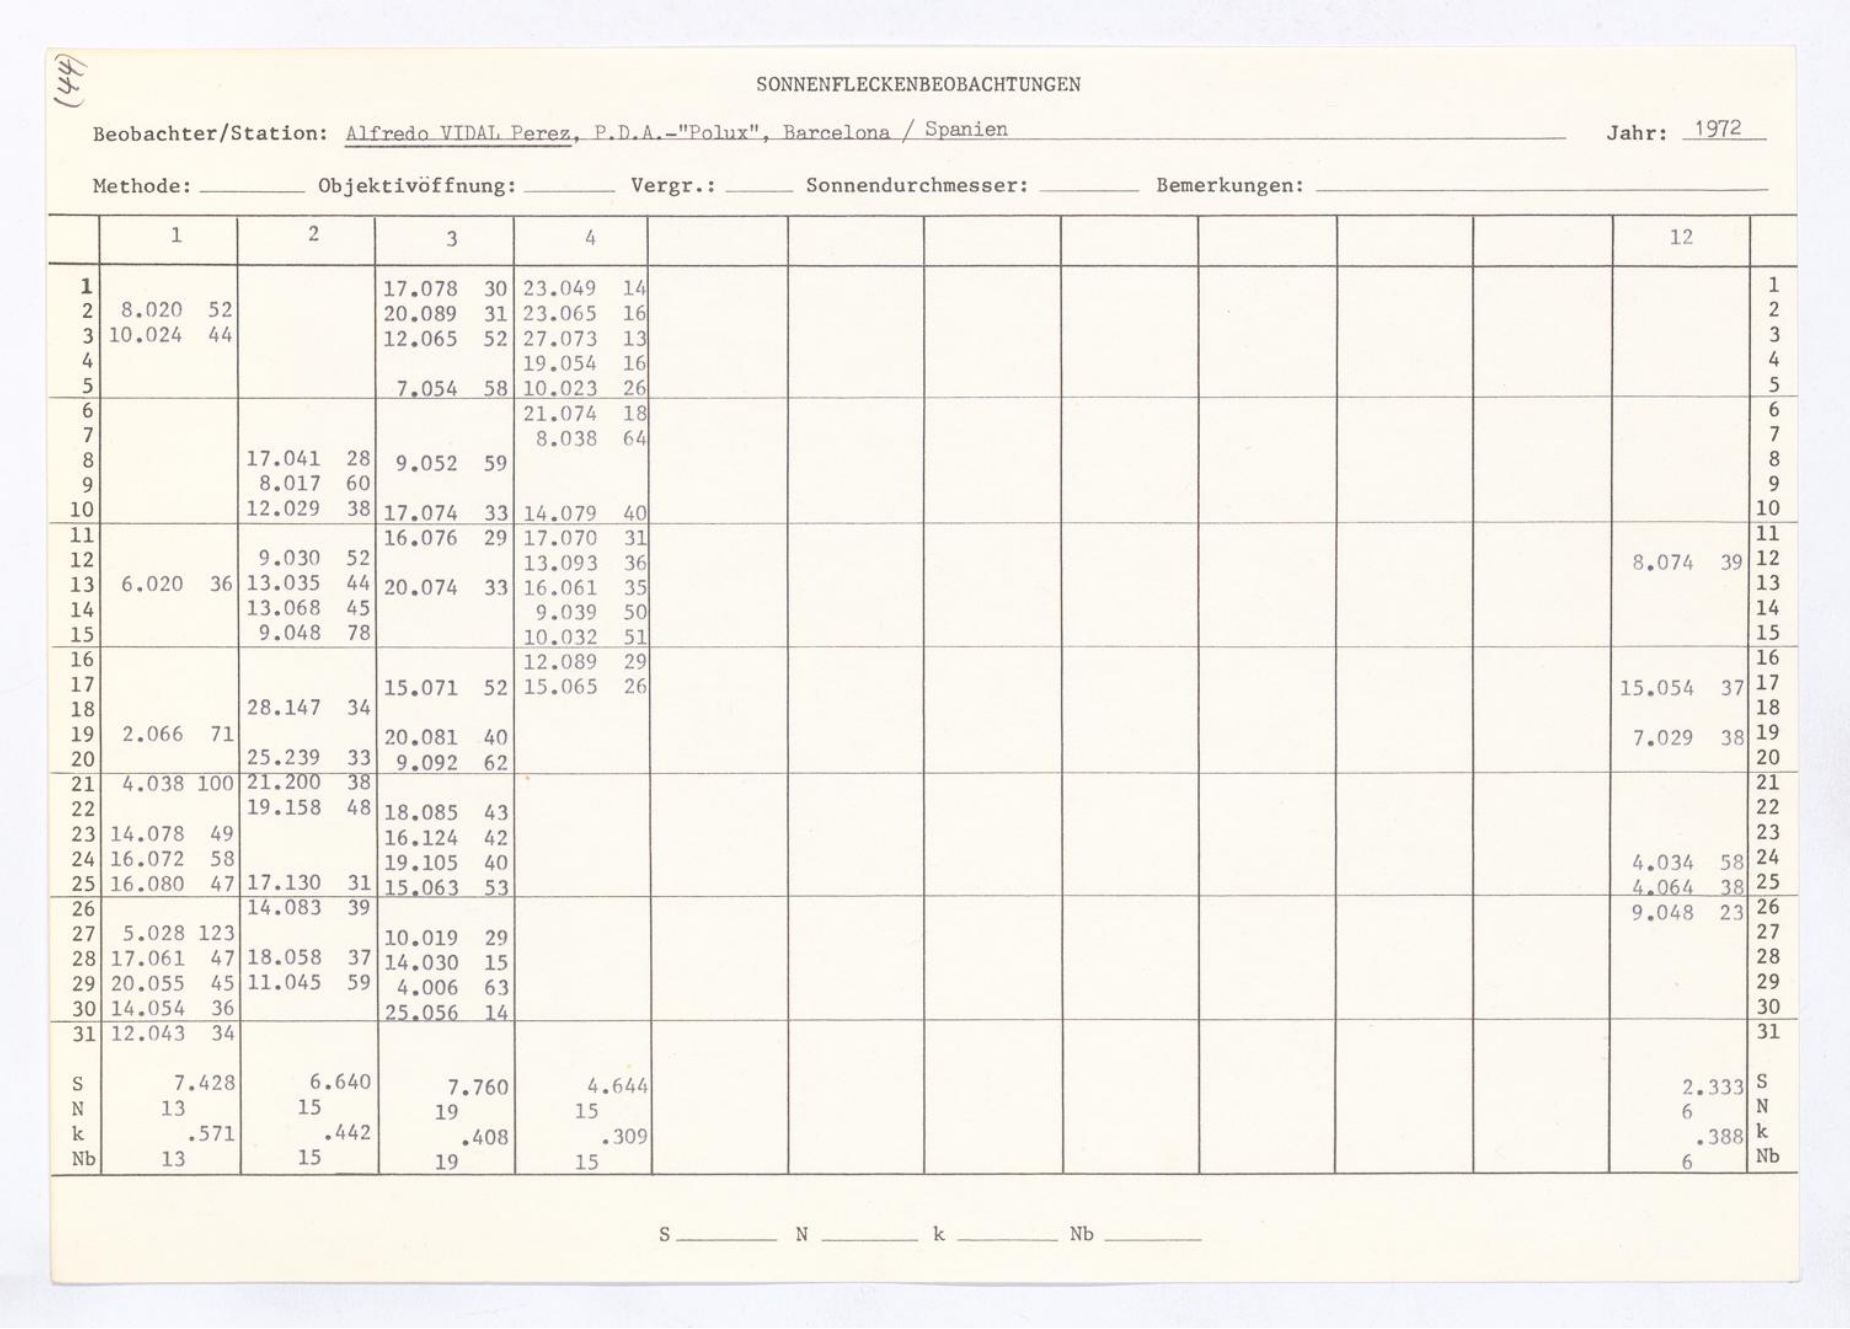 (44)
SONNENFLECKENBEOBACHTUNGEN
Beobachter/Station: Alfredo VIDAL Perez, P.D.A.-"Polux", Barcelona / Spanien Jahr: 1972
Methode: Objektivöffnung: Vergr.: Sonnendurchmesser: Bemerkungen:
1 2 3 4 12
1 17.078 30 23.049 14 1
2 8.020 52 20.089 31 23.065 16 2
3 10.024 44 12.065 52 27.073 13 3
4 19.054 16 4
5 7.054 58 10.023 26 5
6 21.074 18 6
7 8.038 64 7
8 17.041 28 9.052 59 8
9 8.017 60 9
10 12.029 38 17.074 33 14.079 40 10
11 16.076 29 17.070 31 11
12 9.030 52 13.093 36 8.074 39 12
13 6.020 36 13.035 44 20.074 33 16.061 35 13
14 13.068 45 9.039 50 14
15 9.048 78 10.032 51 15
16 12.089 29 16
17 15.071 52 15.065 26 15.054 37 17
18 28.147 34 18
19 2.066 71 20.081 40 7.029 38 19
20 25.239 33 9.092 62 20
21 4.038 100 21.200 38 21
22 19.158 48 18.085 43 22
23 14.078 49 16.124 42 23
24 16.072 58 19.105 40 4.034 58 24
25 16.080 47 17.130 31 15.063 53 4.064 38 25
26 14.083 39 9.048 23 26
27 5.028 123 10.019 29 27
28 17.061 47 18.058 37 14.030 15 28
29 20.055 45 11.045 59 4.006 63 29
30 14.054 36 25.056 14 30
31 12.043 34 31
S 7.428 6.640 7.760 4.644 2.333 S
N 13 15 19 15 6 N
k .571 .442 .408 .309 .388 k
Nb 13 15 19 15 6 Nb
S N k Nb